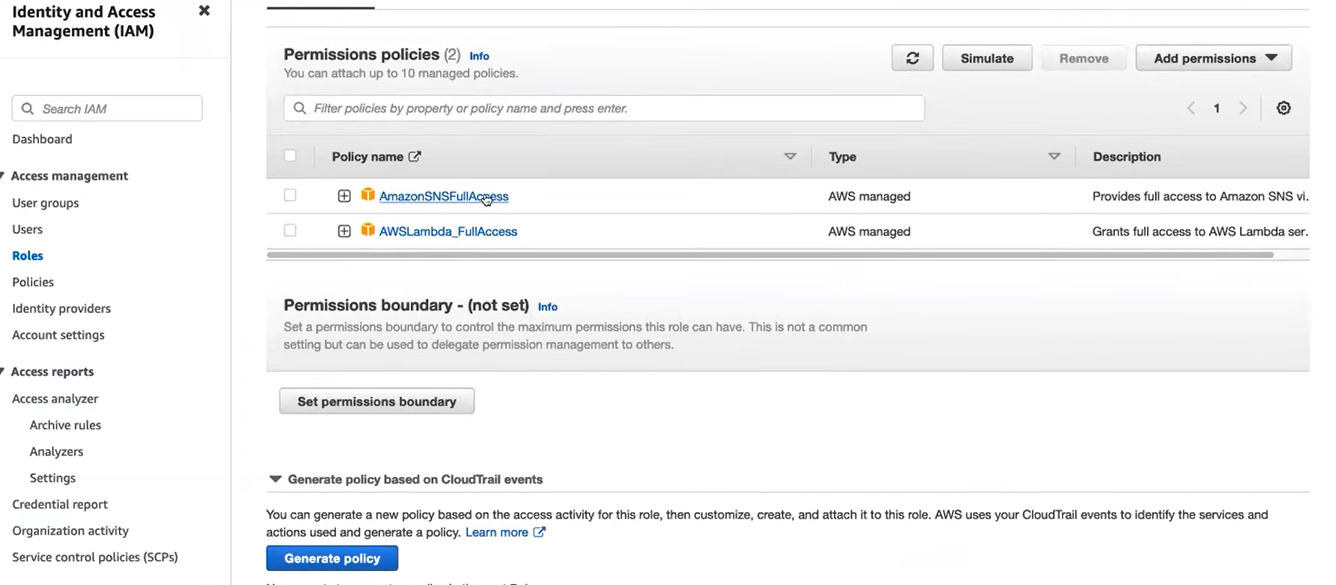 Identity and Access
Management (IAM)
Search IAM
Dashboard
Access management
User groups
Users
Roles
Policies
Identity providers
Account settings
Access reports
Access analyzer
Archive rules
Analyzers
Settings
Credential report
Organization activity
Service control policies (SCPs)
Permissions policies (2) Info
You can attach up to 10 managed policies.
Simulate
Remove
Add permissions
Filter policies by property or policy name and press enter.
1
Policy name
Type
Description
AmazonSNSFullAccess
AWS managed
Provides full access to Amazon SNS vi.
AWSLambda_FullAccess
AWS managed
Grants full access to AWS Lambda ser.
Permissions boundary - (not set) Info
Set a permissions boundary to control the maximum permissions this role can have. This is not a common
setting but can be used to delegate permission management to others.
Set permissions boundary
Generate policy based on CloudTrail events
You can generate a new policy based on the access activity for this role, then customize, create, and attach it to this role. AWS uses your CloudTrail events to identify the services and
actions used and generate a policy. Learn more
Generate policy